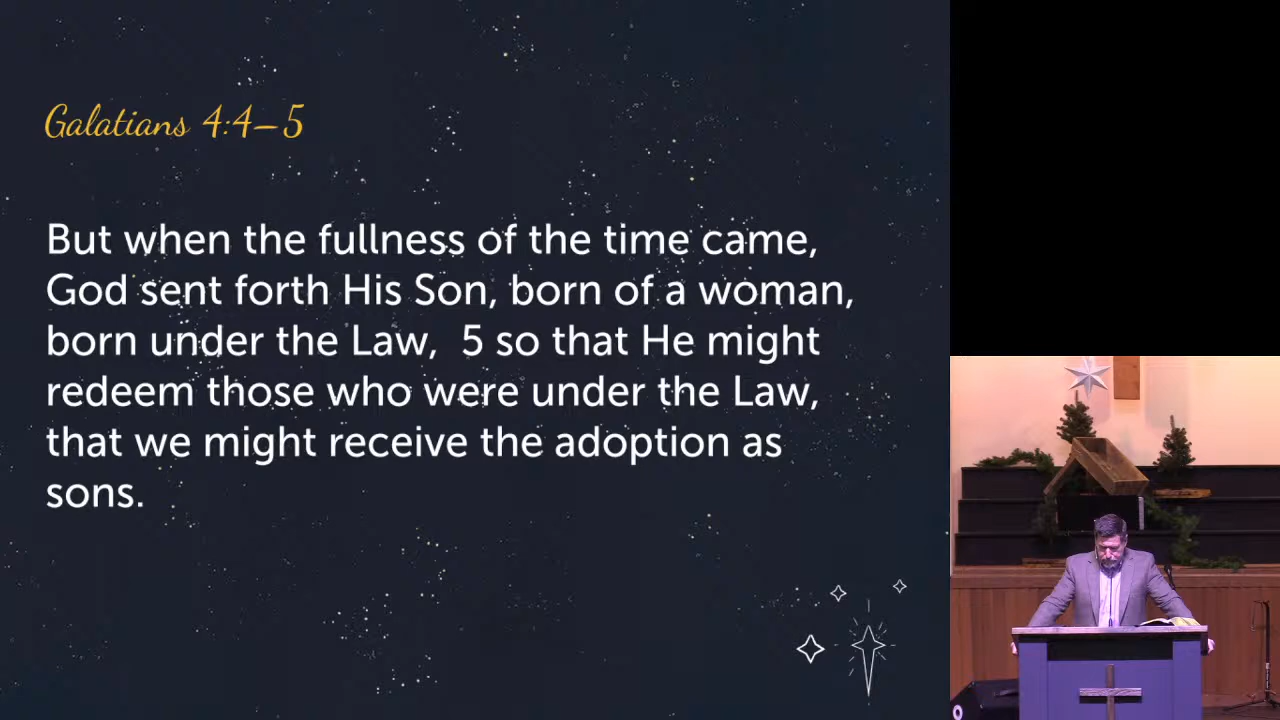 Galatians 4:4–5
But when the fullness of the time came,
God sent forth His Son, born of a woman,
born under the Law,  5 so that He might
redeem those who were under the Law,
that we might receive the adoption as
sons.